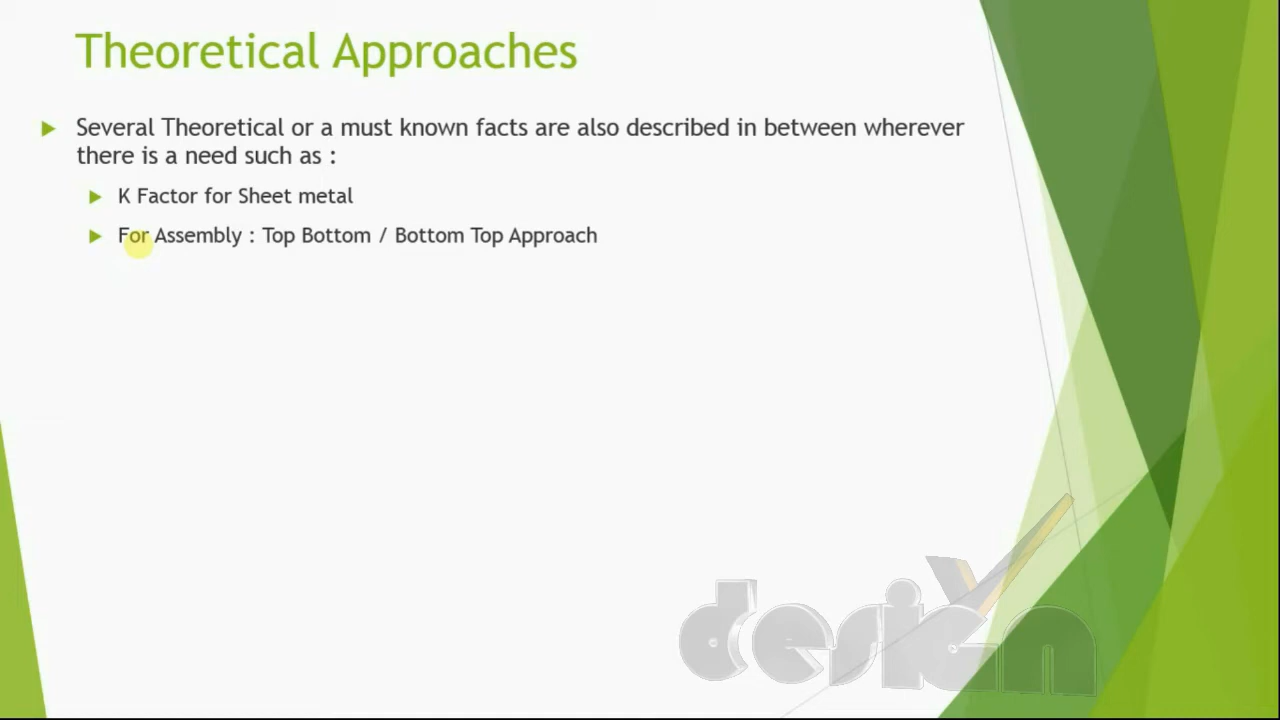 Theoretical Approaches
Several Theoretical or a must known facts are also described in between wherever
there is a need such as :
K Factor for Sheet metal
For Assembly : Top Bottom / Bottom Top Approach
design